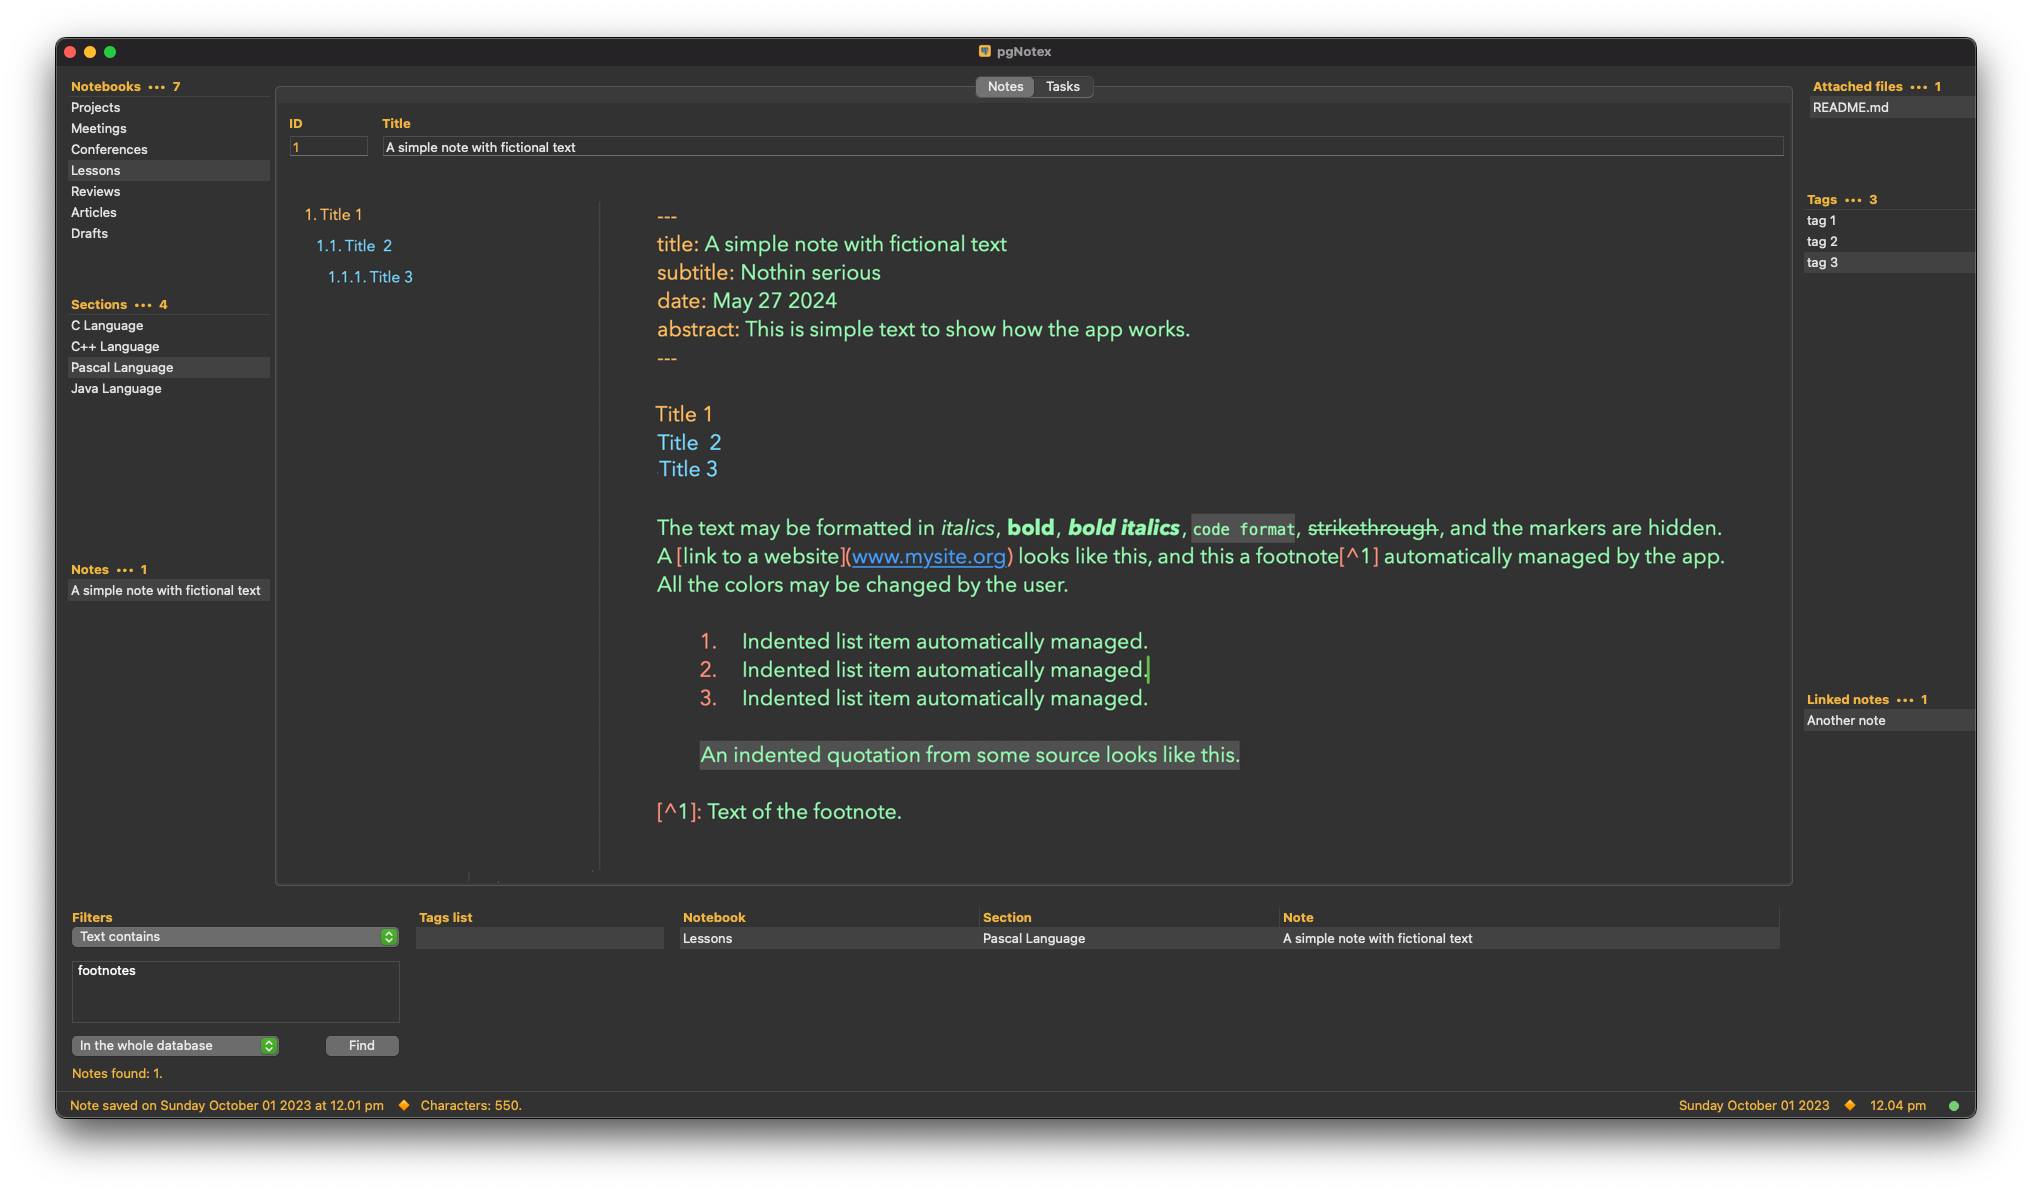 pgNotex
Notebooks ••• 7
Projects
Meetings
Conferences
Lessons
Reviews
Articles
Drafts
Sections ••• 4
C Language
C++ Language
Pascal Language
Java Language
Notes ••• 1
A simple note with fictional text
Notes Tasks
ID Title
1 A simple note with fictional text
1. Title 1
1.1. Title  2
1.1.1. Title 3
---
title: A simple note with fictional text
subtitle: Nothin serious
date: May 27 2024
abstract: This is simple text to show how the app works.
---
Title 1
Title  2
Title 3
The text may be formatted in italics, bold, bold italics, code format, strikethrough, and the markers are hidden.
A [link to a website](www.mysite.org) looks like this, and this a footnote[^1] automatically managed by the app.
All the colors may be changed by the user.
1. Indented list item automatically managed.
2. Indented list item automatically managed.
3. Indented list item automatically managed.
An indented quotation from some source looks like this.
[^1]: Text of the footnote.
Attached files ••• 1
README.md
Tags ••• 3
tag 1
tag 2
tag 3
Linked notes ••• 1
Another note
Filters
Text contains
footnotes
In the whole database Find
Notes found: 1.
Tags list
Notebook Section Note
Lessons Pascal Language A simple note with fictional text
Note saved on Sunday October 01 2023 at 12.01 pm ◆ Characters: 550.
Sunday October 01 2023 ◆ 12.04 pm